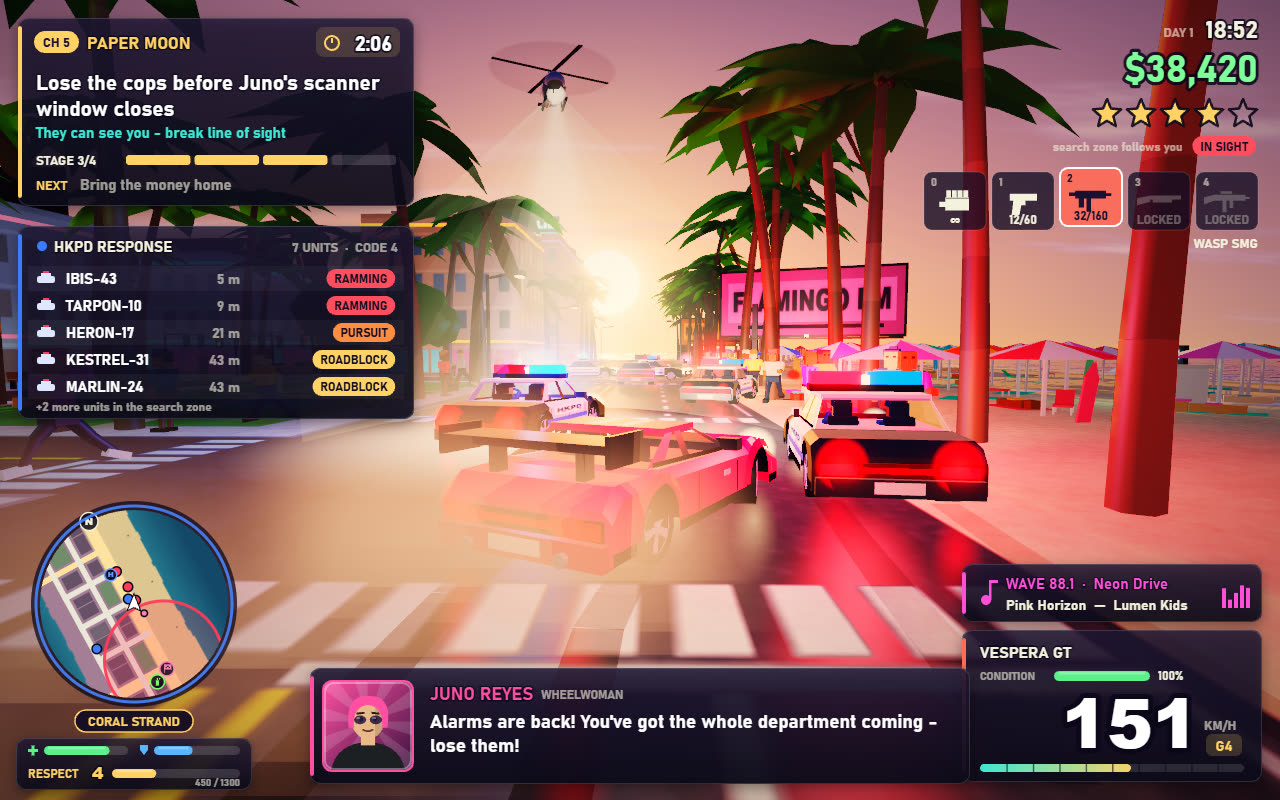 CH 5 PAPER MOON 2:06
Lose the cops before Juno's scanner
window closes
They can see you - break line of sight
STAGE 3/4
NEXT Bring the money home
HKPD RESPONSE 7 UNITS · CODE 4
IBIS-43 5 m RAMMING
TARPON-10 9 m RAMMING
HERON-17 21 m PURSUIT
KESTREL-31 43 m ROADBLOCK
MARLIN-24 43 m ROADBLOCK
+2 more units in the search zone
DAY 1 18:52
$38,420
search zone follows you IN SIGHT
0 ∞
1 12/60
2 32/160
3 LOCKED
4 LOCKED
WASP SMG
FLAMINGO
HKPD
N
H
CORAL STRAND
RESPECT 4
450 / 1300
JUNO REYES WHEELWOMAN
Alarms are back! You've got the whole department coming -
lose them!
WAVE 88.1 · Neon Drive
Pink Horizon — Lumen Kids
VESPERA GT
CONDITION 100%
151 KM/H
G4